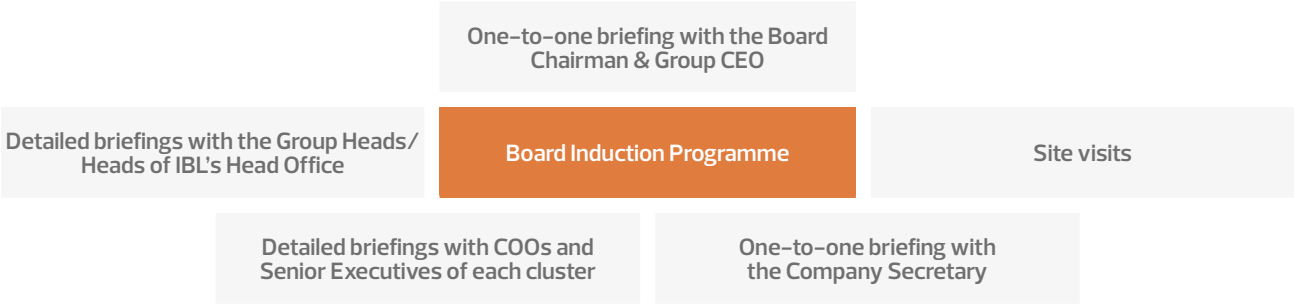 One-to-one briefing with the Board
Chairman & Group CEO
Detailed briefings with the Group Heads/
Heads of IBL's Head Office
Board Induction Programme
Site visits
Detailed briefings with COOs and
Senior Executives of each cluster
One-to-one briefing with
the Company Secretary